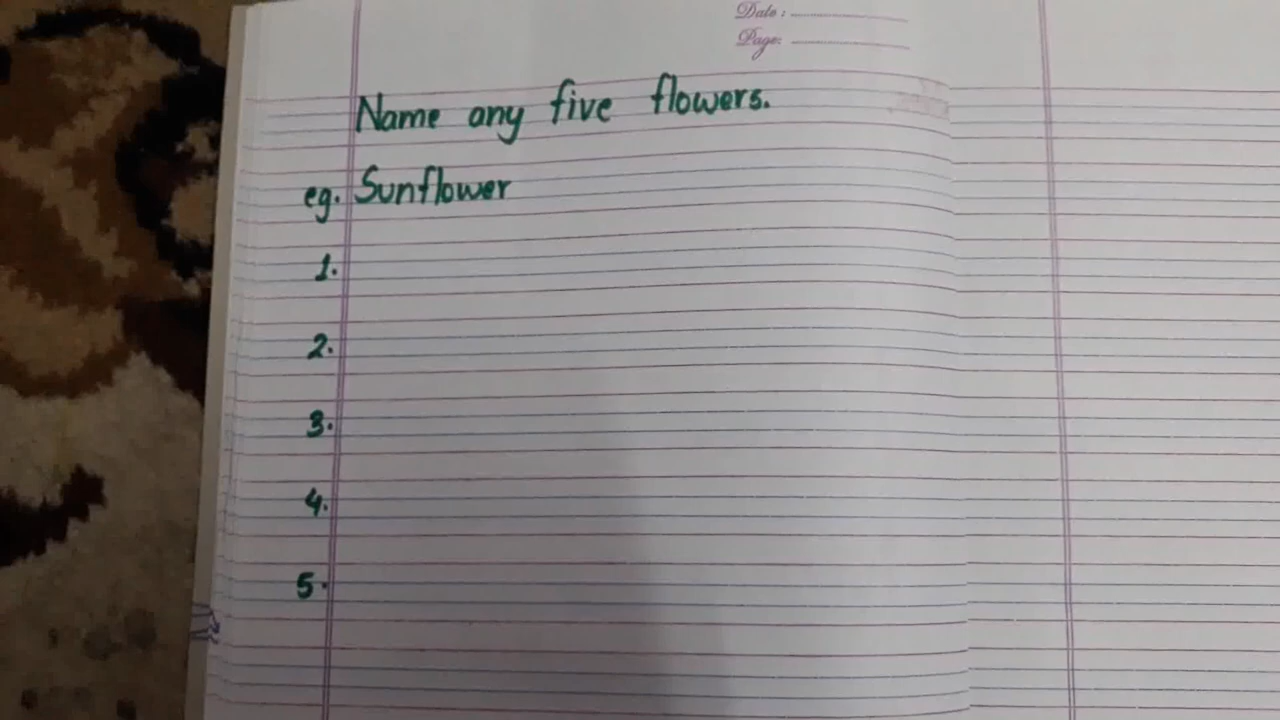 Date :
Page:
Name any five flowers.
eg. Sunflower
1.
2.
3.
4.
5.